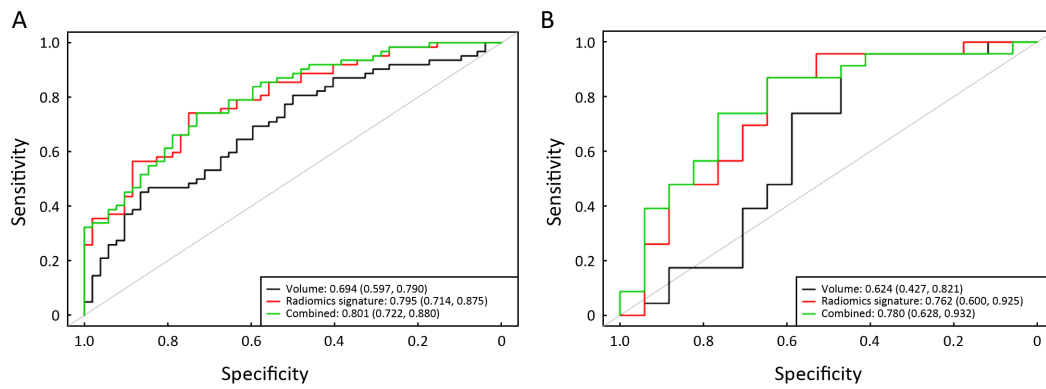 A
1.0
0.8
0.6
0.4
0.2
0
Sensitivity
Volume: 0.694 (0.597, 0.790)
Radiomics signature: 0.795 (0.714, 0.875)
Combined: 0.801 (0.722, 0.880)
1.0 0.8 0.6 0.4 0.2 0
Specificity
B
1.0
0.8
0.6
0.4
0.2
0
Sensitivity
Volume: 0.624 (0.427, 0.821)
Radiomics signature: 0.762 (0.600, 0.925)
Combined: 0.780 (0.628, 0.932)
1.0 0.8 0.6 0.4 0.2 0
Specificity